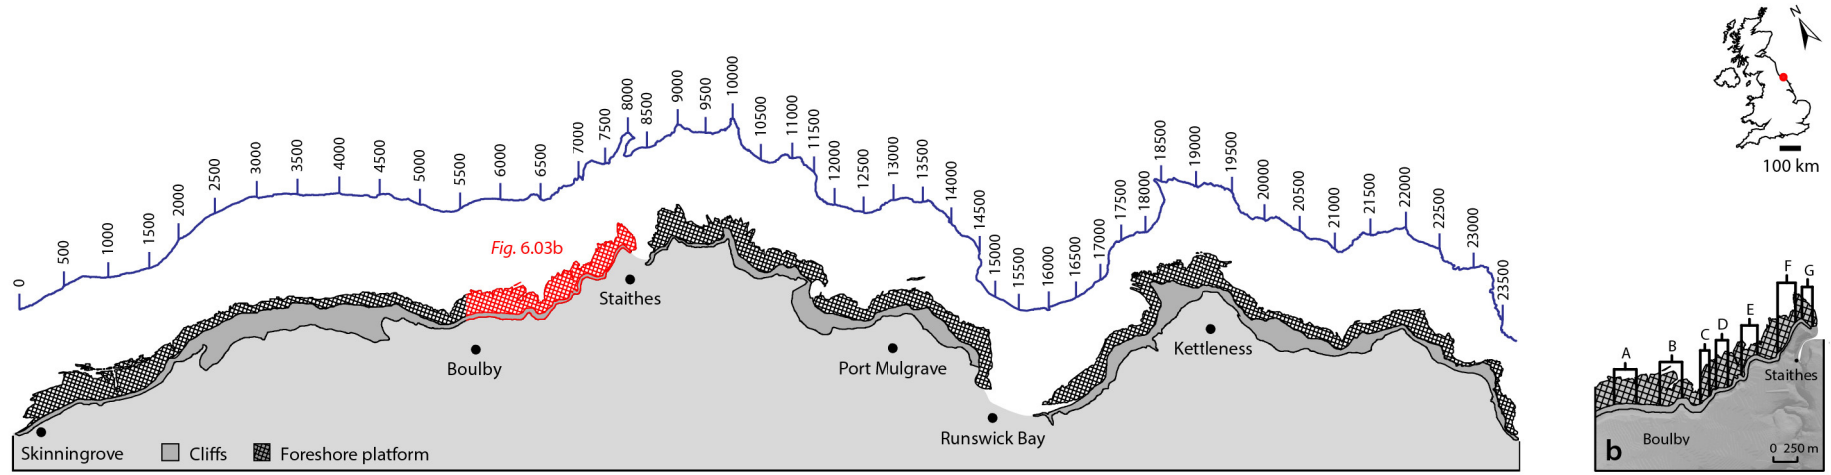 0
500
1000
1500
2000
2500
3000
3500
4000
4500
5000
5500
6000
6500
7000
7500
8000
8500
9000
9500
10000
10500
11000
11500
12000
12500
13000
13500
14000
14500
15000
15500
16000
16500
17000
17500
18000
18500
19000
19500
20000
20500
21000
21500
22000
22500
23000
23500
Fig. 6.03b
Staithes
Boulby
Port Mulgrave
Kettleness
Runswick Bay
Skinningrove
Cliffs
Foreshore platform
N
100 km
A
B
C
D
E
F
G
Staithes
Boulby
b
0 250 m